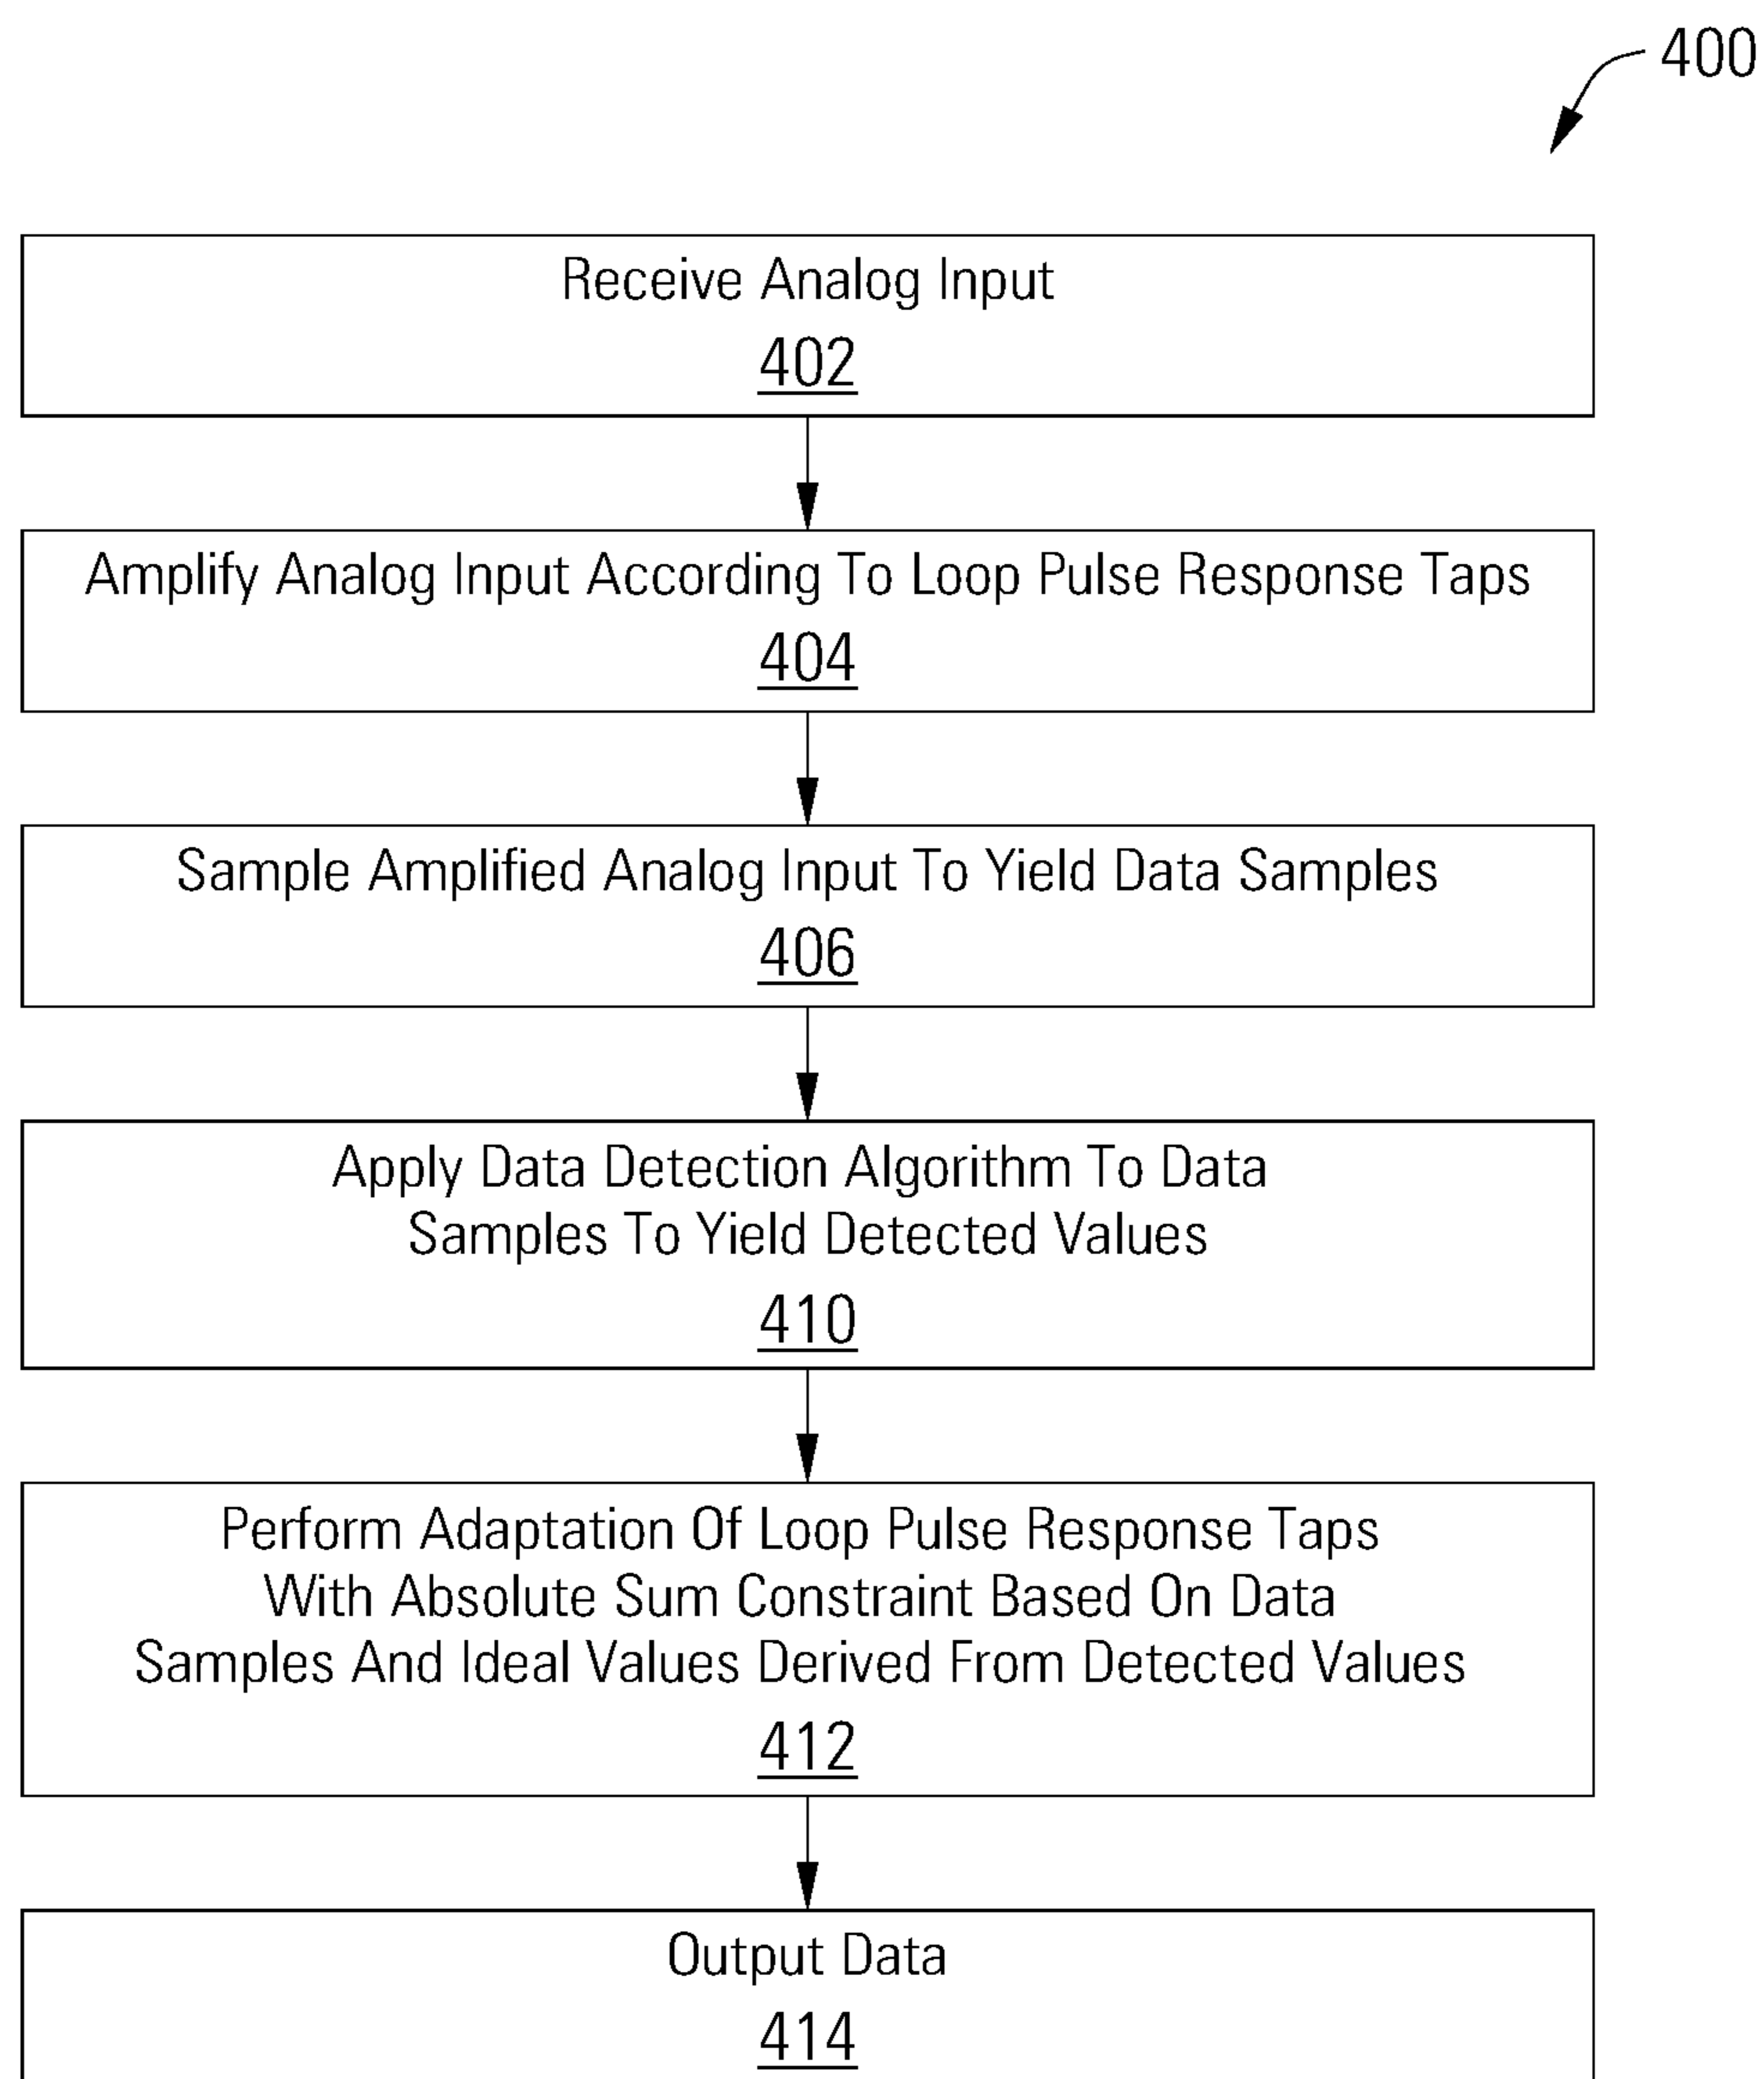 400
Receive Analog Input
402
Amplify Analog Input According To Loop Pulse Response Taps
404
Sample Amplified Analog Input To Yield Data Samples
406
Apply Data Detection Algorithm To Data
Samples To Yield Detected Values
410
Perform Adaptation Of Loop Pulse Response Taps
With Absolute Sum Constraint Based On Data
Samples And Ideal Values Derived From Detected Values
412
Output Data
414